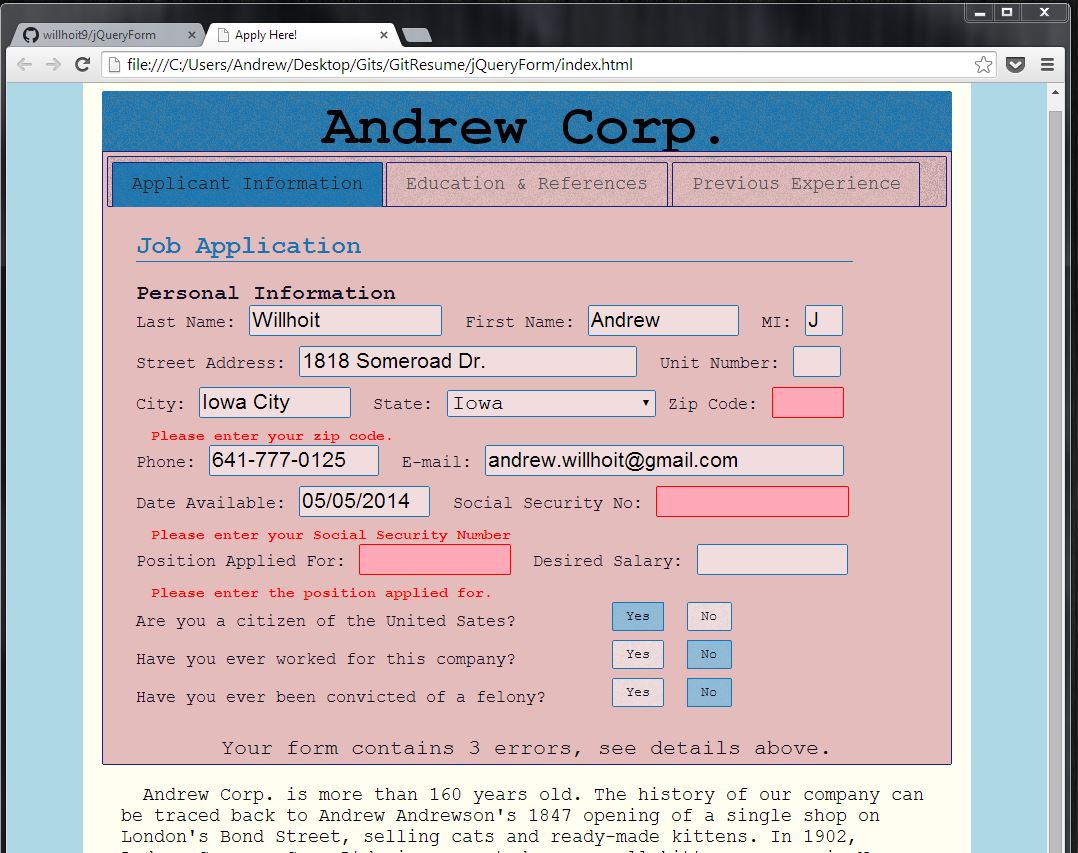 willhoit9/jQueryForm × Apply Here! ×
file:///C:/Users/Andrew/Desktop/Gits/GitResume/jQueryForm/index.html
Andrew Corp.
Applicant Information Education & References Previous Experience
Job Application
Personal Information
Last Name: Willhoit First Name: Andrew MI: J
Street Address: 1818 Someroad Dr. Unit Number:
City: Iowa City State: Iowa Zip Code:
Please enter your zip code.
Phone: 641-777-0125 E-mail: andrew.willhoit@gmail.com
Date Available: 05/05/2014 Social Security No:
Please enter your Social Security Number
Position Applied For: Desired Salary:
Please enter the position applied for.
Are you a citizen of the United Sates? Yes No
Have you ever worked for this company? Yes No
Have you ever been convicted of a felony? Yes No
Your form contains 3 errors, see details above.
Andrew Corp. is more than 160 years old. The history of our company can
be traced back to Andrew Andrewson's 1847 opening of a single shop on
London's Bond Street, selling cats and ready-made kittens. In 1902,